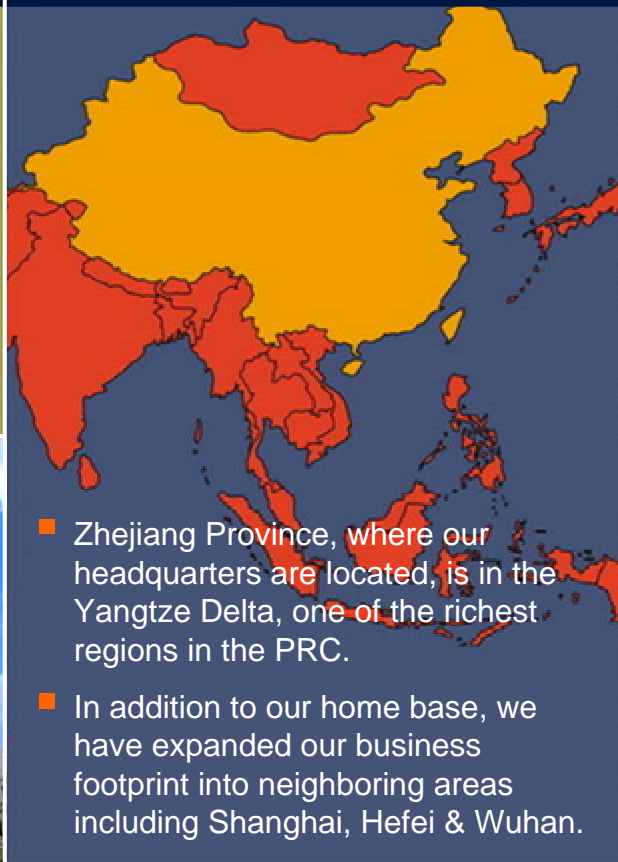 Zhejiang Province, where our
headquarters are located, is in the
Yangtze Delta, one of the richest
regions in the PRC.
In addition to our home base, we
have expanded our business
footprint into neighboring areas
including Shanghai, Hefei & Wuhan.